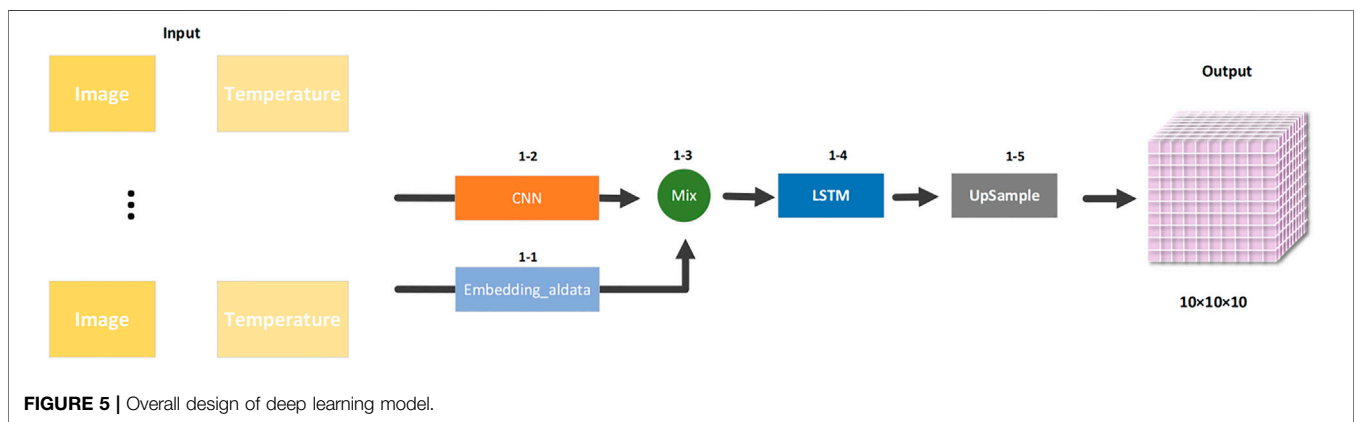 Input
Image
Temperature
Image
Temperature
1-2
CNN
1-1
Embedding_aldata
1-3
Mix
1-4
LSTM
1-5
UpSample
Output
10×10×10
FIGURE 5 | Overall design of deep learning model.